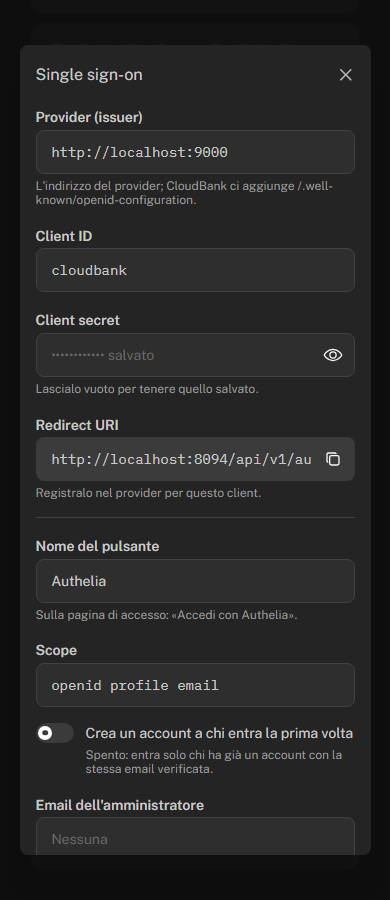 Single sign-on
Provider (issuer)
http://localhost:9000
L'indirizzo del provider; CloudBank ci aggiunge /.well-
known/openid-configuration.
Client ID
cloudbank
Client secret
•••••••••••• salvato
Lascialo vuoto per tenere quello salvato.
Redirect URI
http://localhost:8094/api/v1/au
Registralo nel provider per questo client.
Nome del pulsante
Authelia
Sulla pagina di accesso: «Accedi con Authelia».
Scope
openid profile email
Crea un account a chi entra la prima volta
Spento: entra solo chi ha già un account con la
stessa email verificata.
Email dell'amministratore
Nessuna